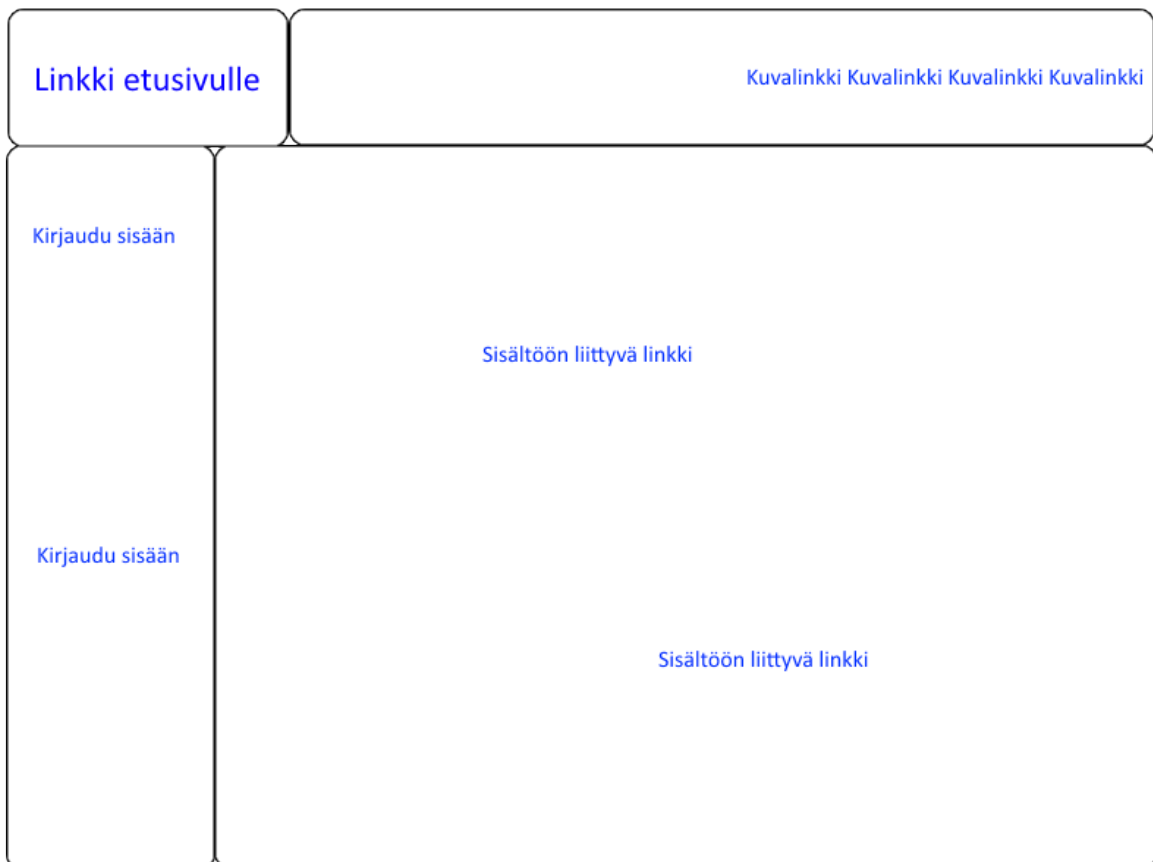 Linkki etusivulle
Kuvalinkki Kuvalinkki Kuvalinkki Kuvalinkki
Kirjaudu sisään
Sisältöön liittyvä linkki
Kirjaudu sisään
Sisältöön liittyvä linkki